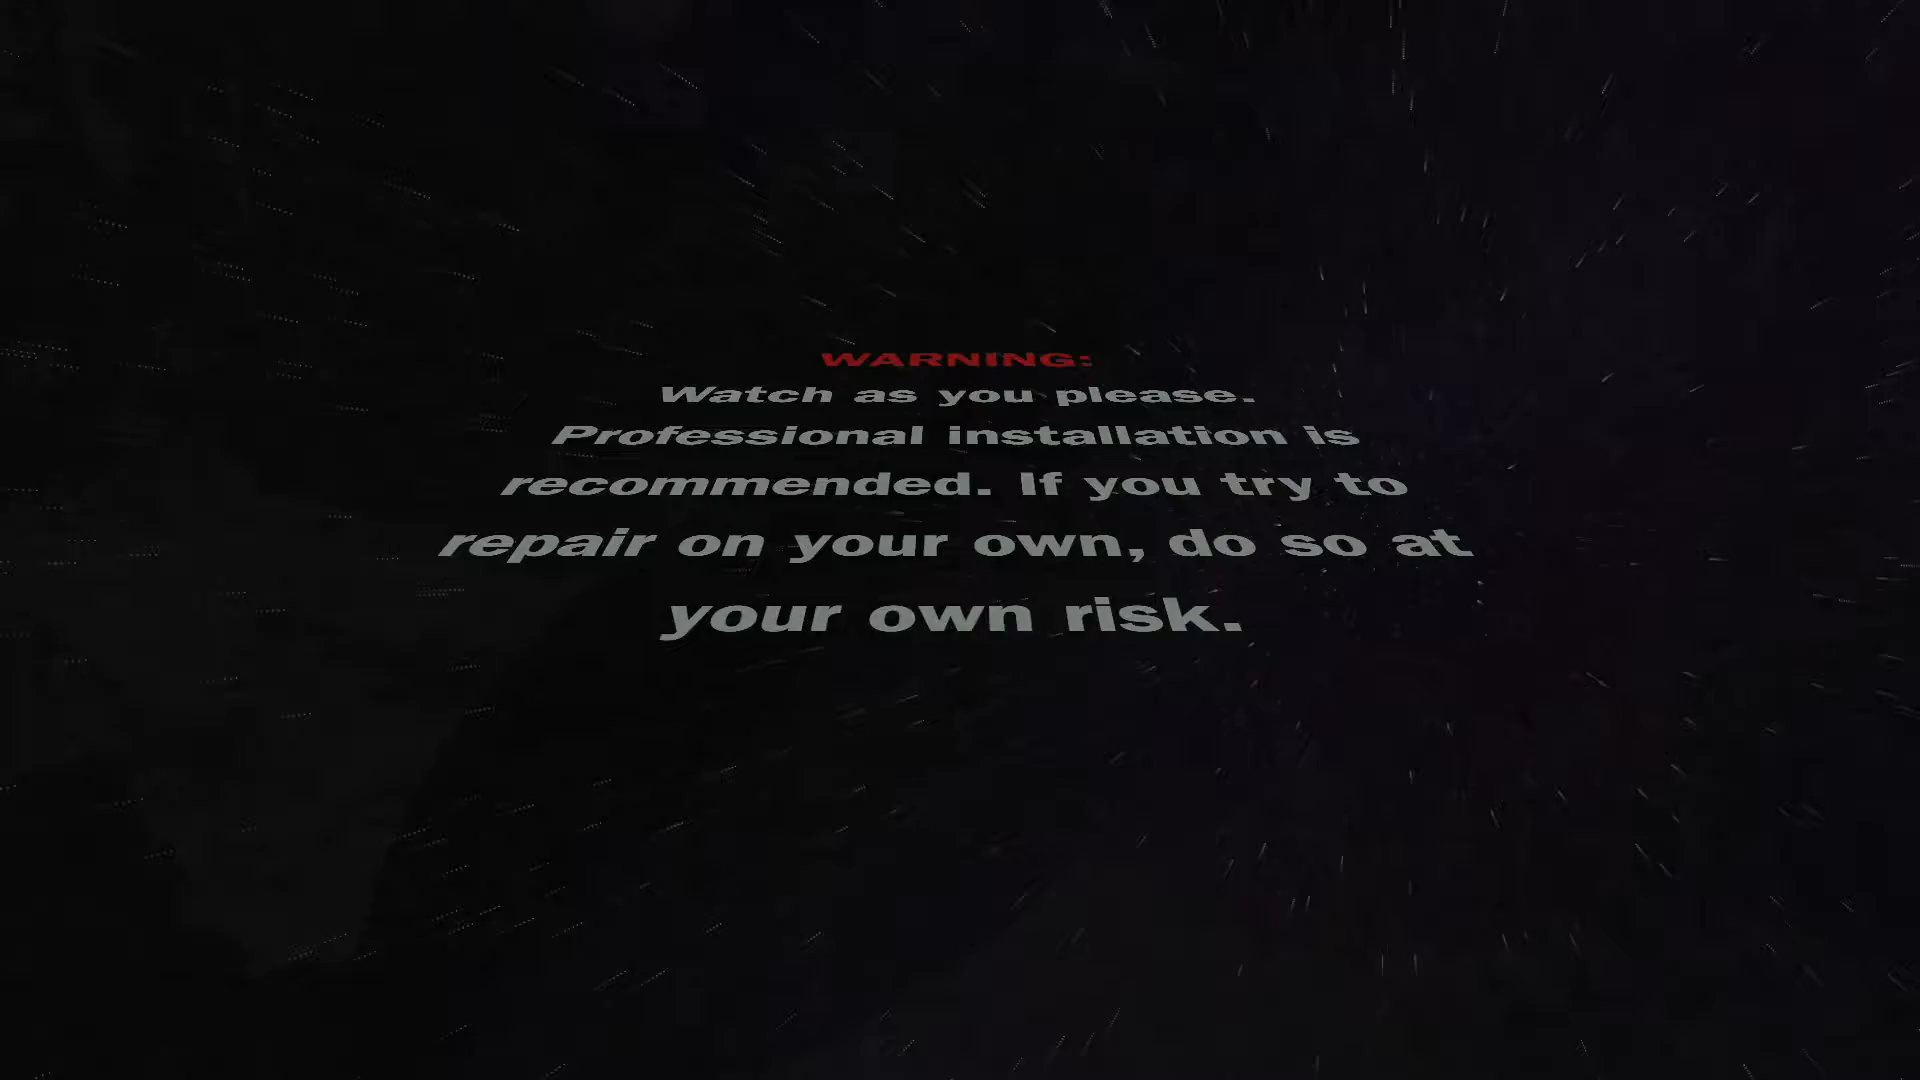 WARNING:
Watch as you please.
Professional installation is
recommended. If you try to
repair on your own, do so at
your own risk.